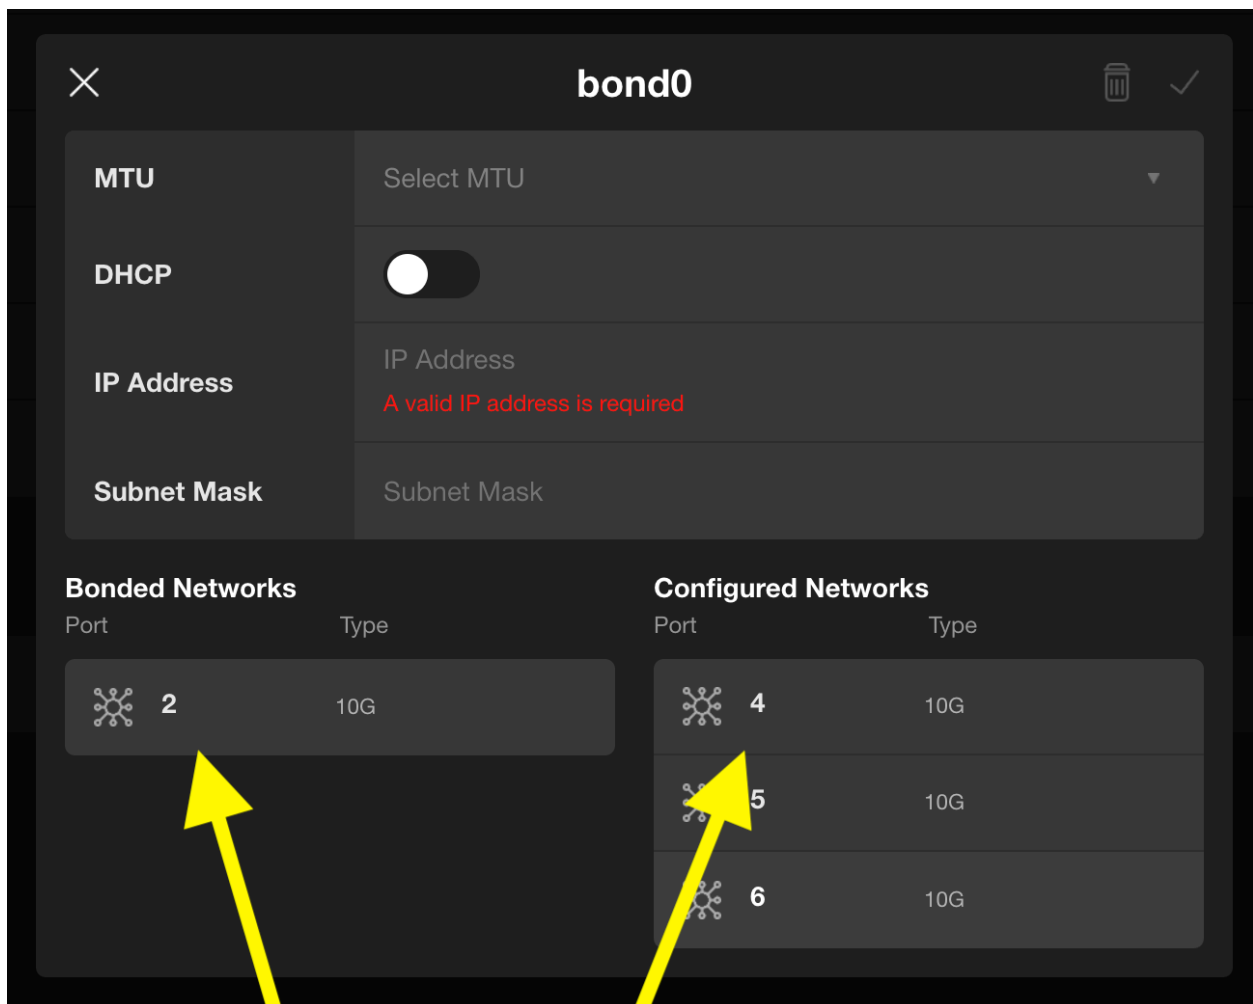 bond0
MTU
Select MTU
DHCP
IP Address
IP Address
A valid IP address is required
Subnet Mask
Subnet Mask
Bonded Networks
Port Type
2 10G
Configured Networks
Port Type
4 10G
5 10G
6 10G